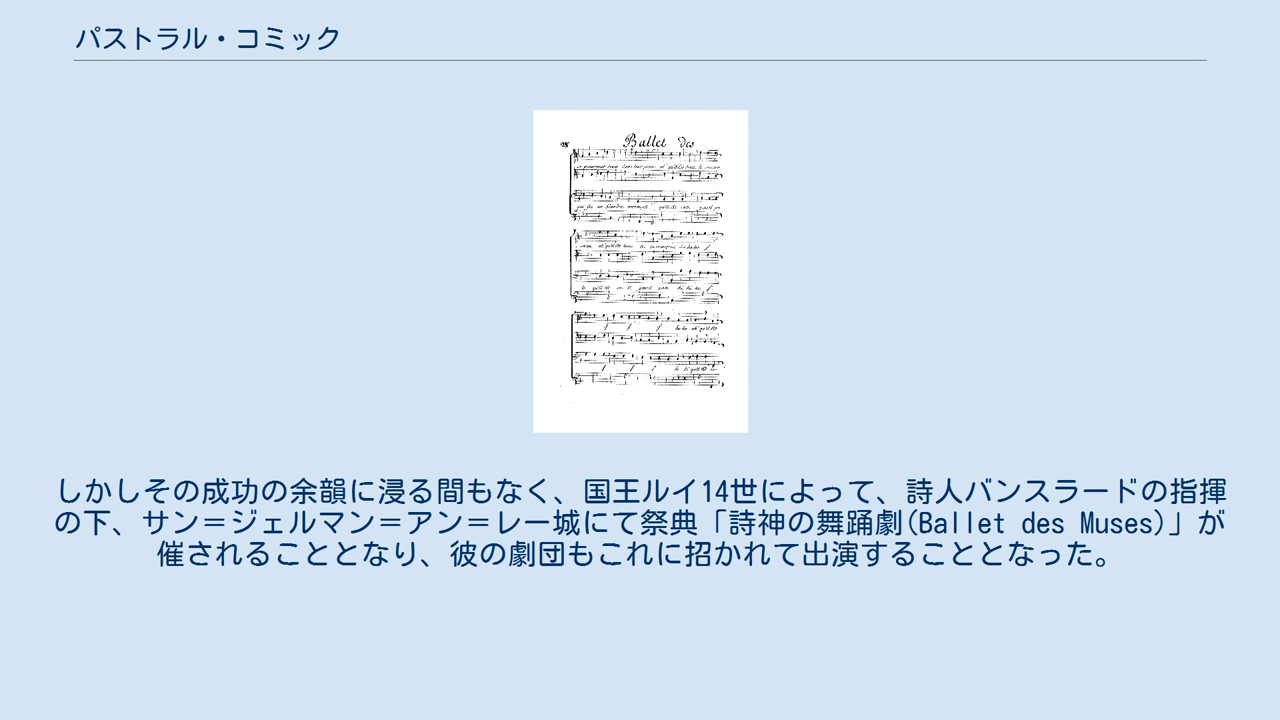 パストラル・コミック
Ballet des
しかしその成功の余韻に浸る間もなく、国王ルイ14世によって、詩人バンスラードの指揮
の下、サン＝ジェルマン＝アン＝レー城にて祭典「詩神の舞踊劇(Ballet des Muses)」が
催されることとなり、彼の劇団もこれに招かれて出演することとなった。